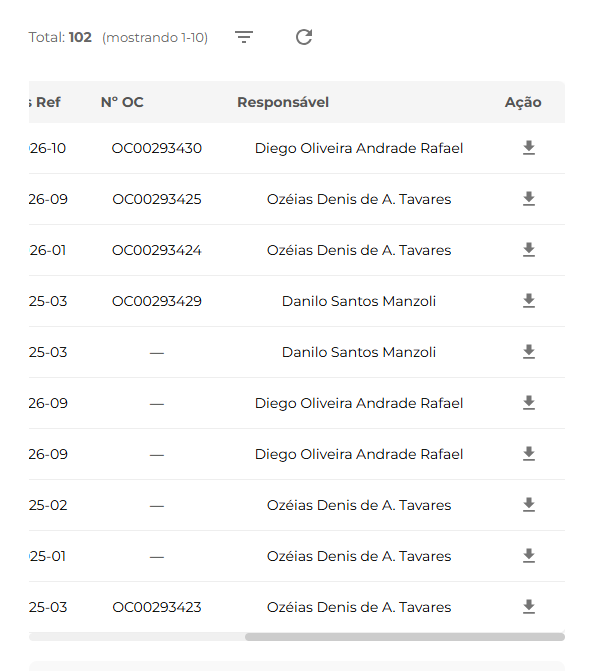 Total: 102 (mostrando 1-10)
Ref Nº OC Responsável Ação
26-10 OC00293430 Diego Oliveira Andrade Rafael
26-09 OC00293425 Ozéias Denis de A. Tavares
26-01 OC00293424 Ozéias Denis de A. Tavares
25-03 OC00293429 Danilo Santos Manzoli
25-03 — Danilo Santos Manzoli
26-09 — Diego Oliveira Andrade Rafael
26-09 — Diego Oliveira Andrade Rafael
25-02 — Ozéias Denis de A. Tavares
25-01 — Ozéias Denis de A. Tavares
25-03 OC00293423 Ozéias Denis de A. Tavares